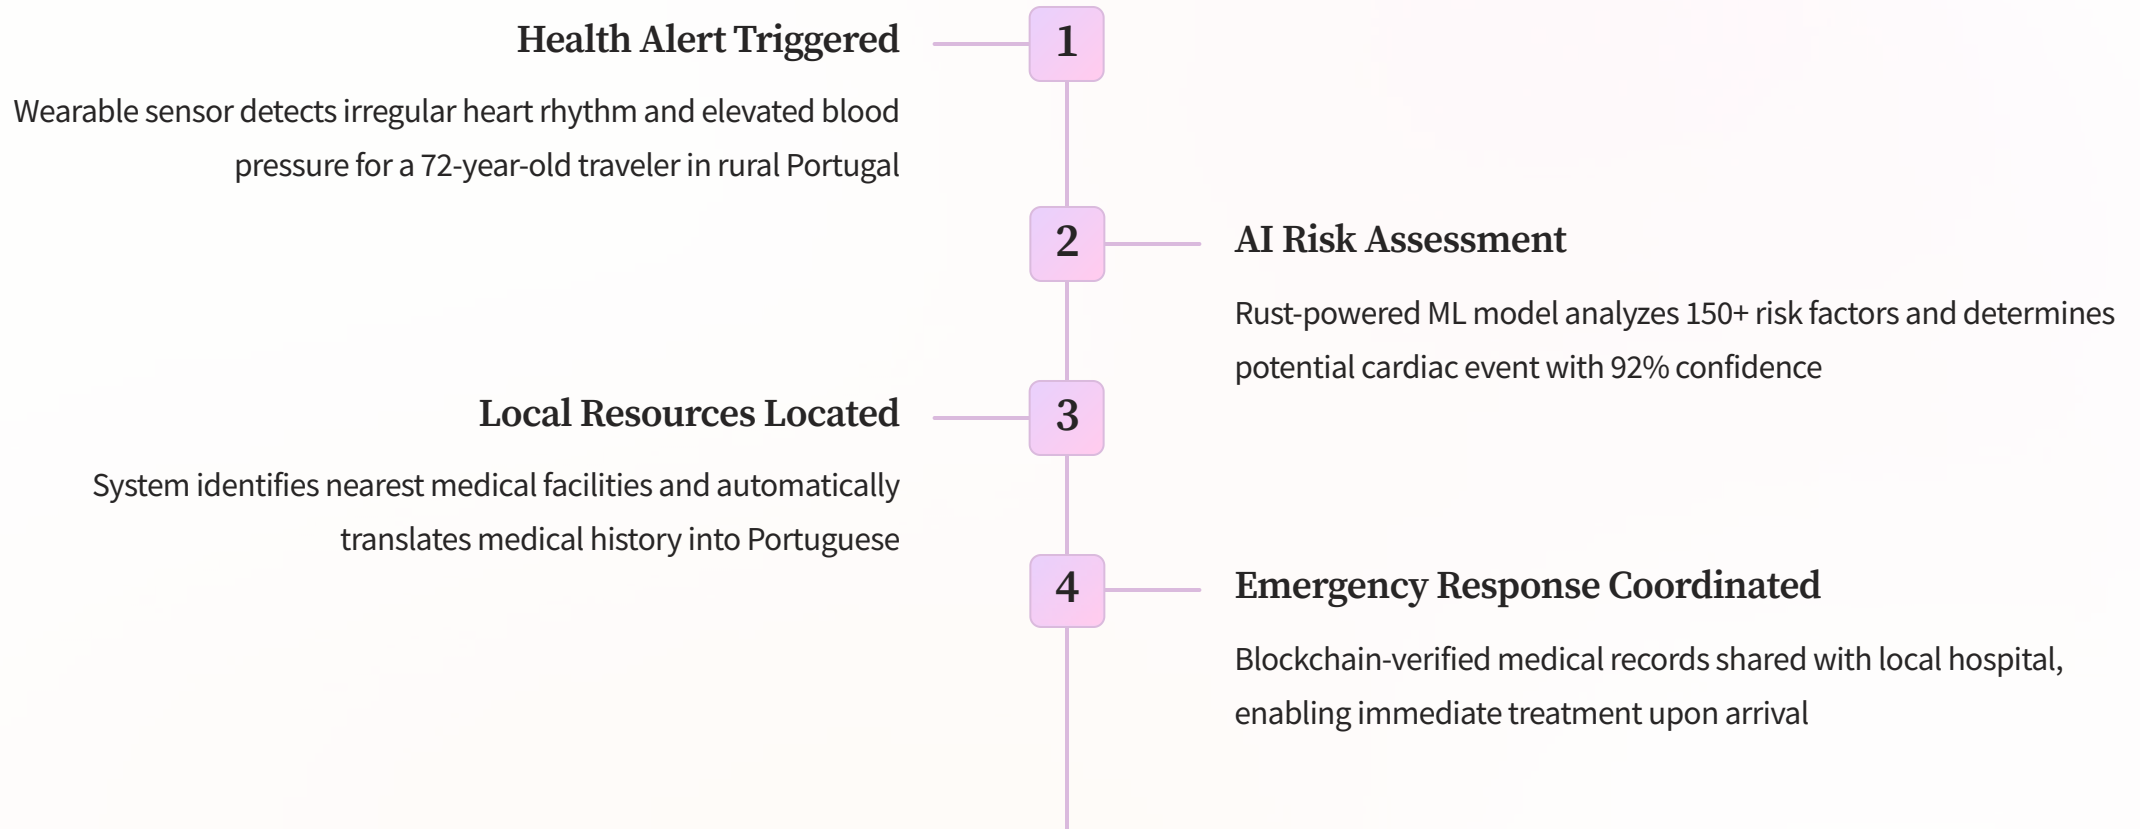 Health Alert Triggered
1
Wearable sensor detects irregular heart rhythm and elevated blood
pressure for a 72-year-old traveler in rural Portugal
2
AI Risk Assessment
Rust-powered ML model analyzes 150+ risk factors and determines
potential cardiac event with 92% confidence
Local Resources Located
3
System identifies nearest medical facilities and automatically
translates medical history into Portuguese
4
Emergency Response Coordinated
Blockchain-verified medical records shared with local hospital,
enabling immediate treatment upon arrival